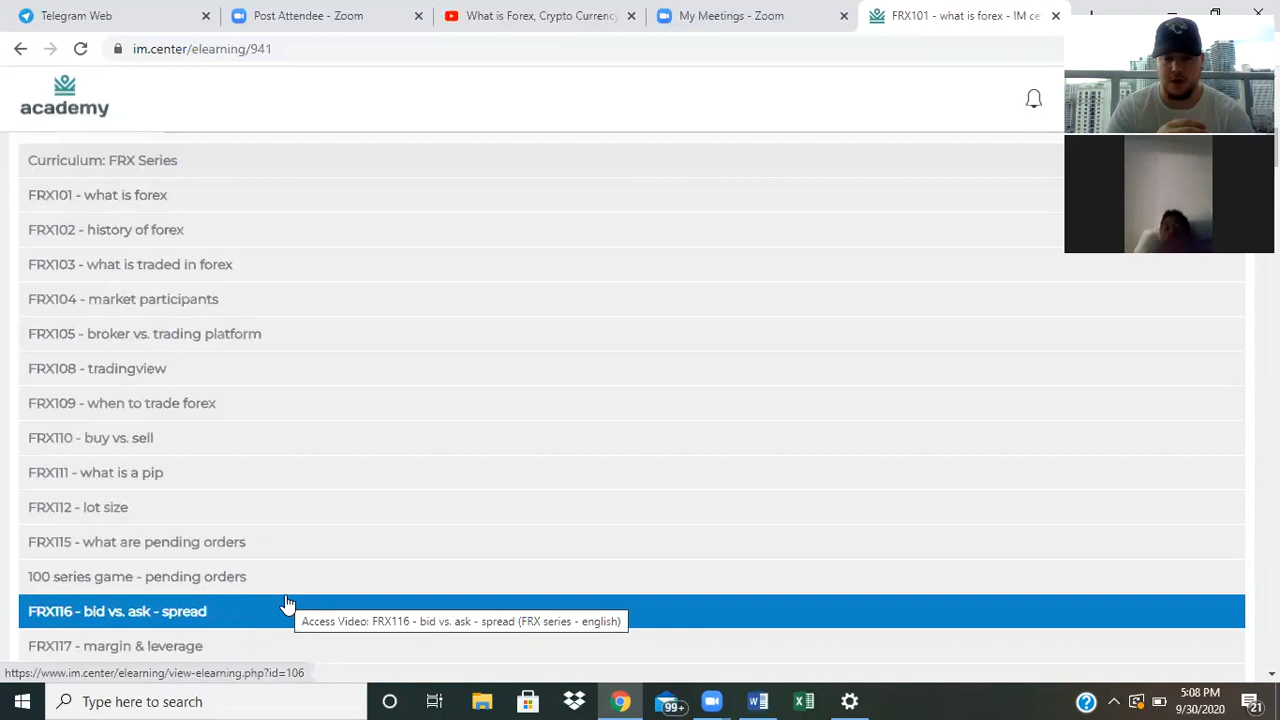 Telegram Web
Post Attendee - Zoom
What is Forex, Crypto Currenc
My Meetings - Zoom
FRX101 - what is forex - IM ce
im.center/elearning/941
academy
Curriculum: FRX Series
FRX101 - what is forex
FRX102 - history of forex
FRX103 - what is traded in forex
FRX104 - market participants
FRX105 - broker vs. trading platform
FRX108 - tradingview
FRX109 - when to trade forex
FRX110 - buy vs. sell
FRX111 - what is a pip
FRX112 - lot size
FRX115 - what are pending orders
100 series game - pending orders
FRX116 - bid vs. ask - spread
Access Video: FRX116 - bid vs. ask - spread (FRX series - english)
FRX117 - margin & leverage
https://www.im.center/elearning/view-elearning.php?id=106
Type here to search
99+
5:08 PM
9/30/2020
21